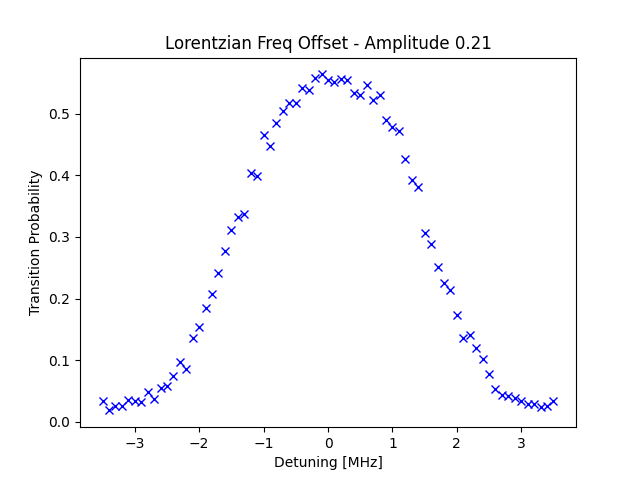 Lorentzian Freq Offset - Amplitude 0.21
Transition Probability
0.5
0.4
0.3
0.2
0.1
0.0
−3 −2 −1 0 1 2 3
Detuning [MHz]